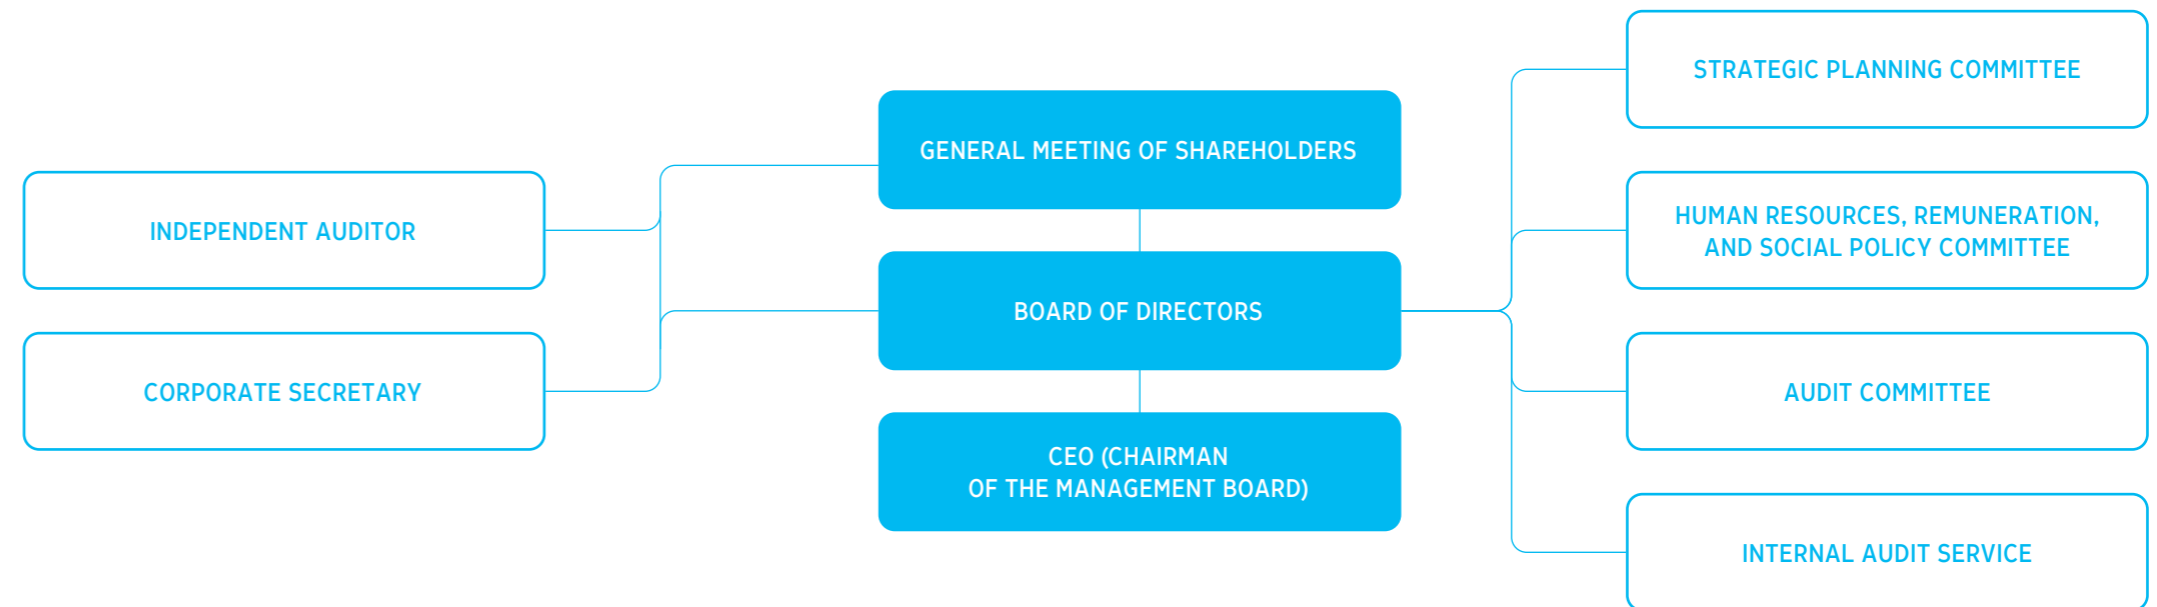 INDEPENDENT AUDITOR
CORPORATE SECRETARY
GENERAL MEETING OF SHAREHOLDERS
BOARD OF DIRECTORS
CEO (CHAIRMAN
OF THE MANAGEMENT BOARD)
STRATEGIC PLANNING COMMITTEE
HUMAN RESOURCES, REMUNERATION,
AND SOCIAL POLICY COMMITTEE
AUDIT COMMITTEE
INTERNAL AUDIT SERVICE